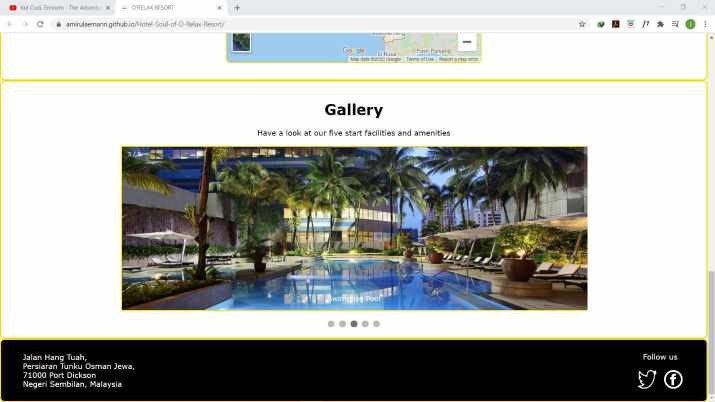 Kid Cudi, Eminem - The Adventures
O'RELAX RESORT
amirulaemann.github.io/Hotel-Soul-of-O-Relax-Resort/
Google
Map data ©2020 Google
Terms of Use
Report a map error
Gallery
Have a look at our five start facilities and amenities
3 / 5
Swimming Pool
Jalan Hang Tuah,
Persiaran Tunku Osman Jewa,
71000 Port Dickson
Negeri Sembilan, Malaysia
Follow us